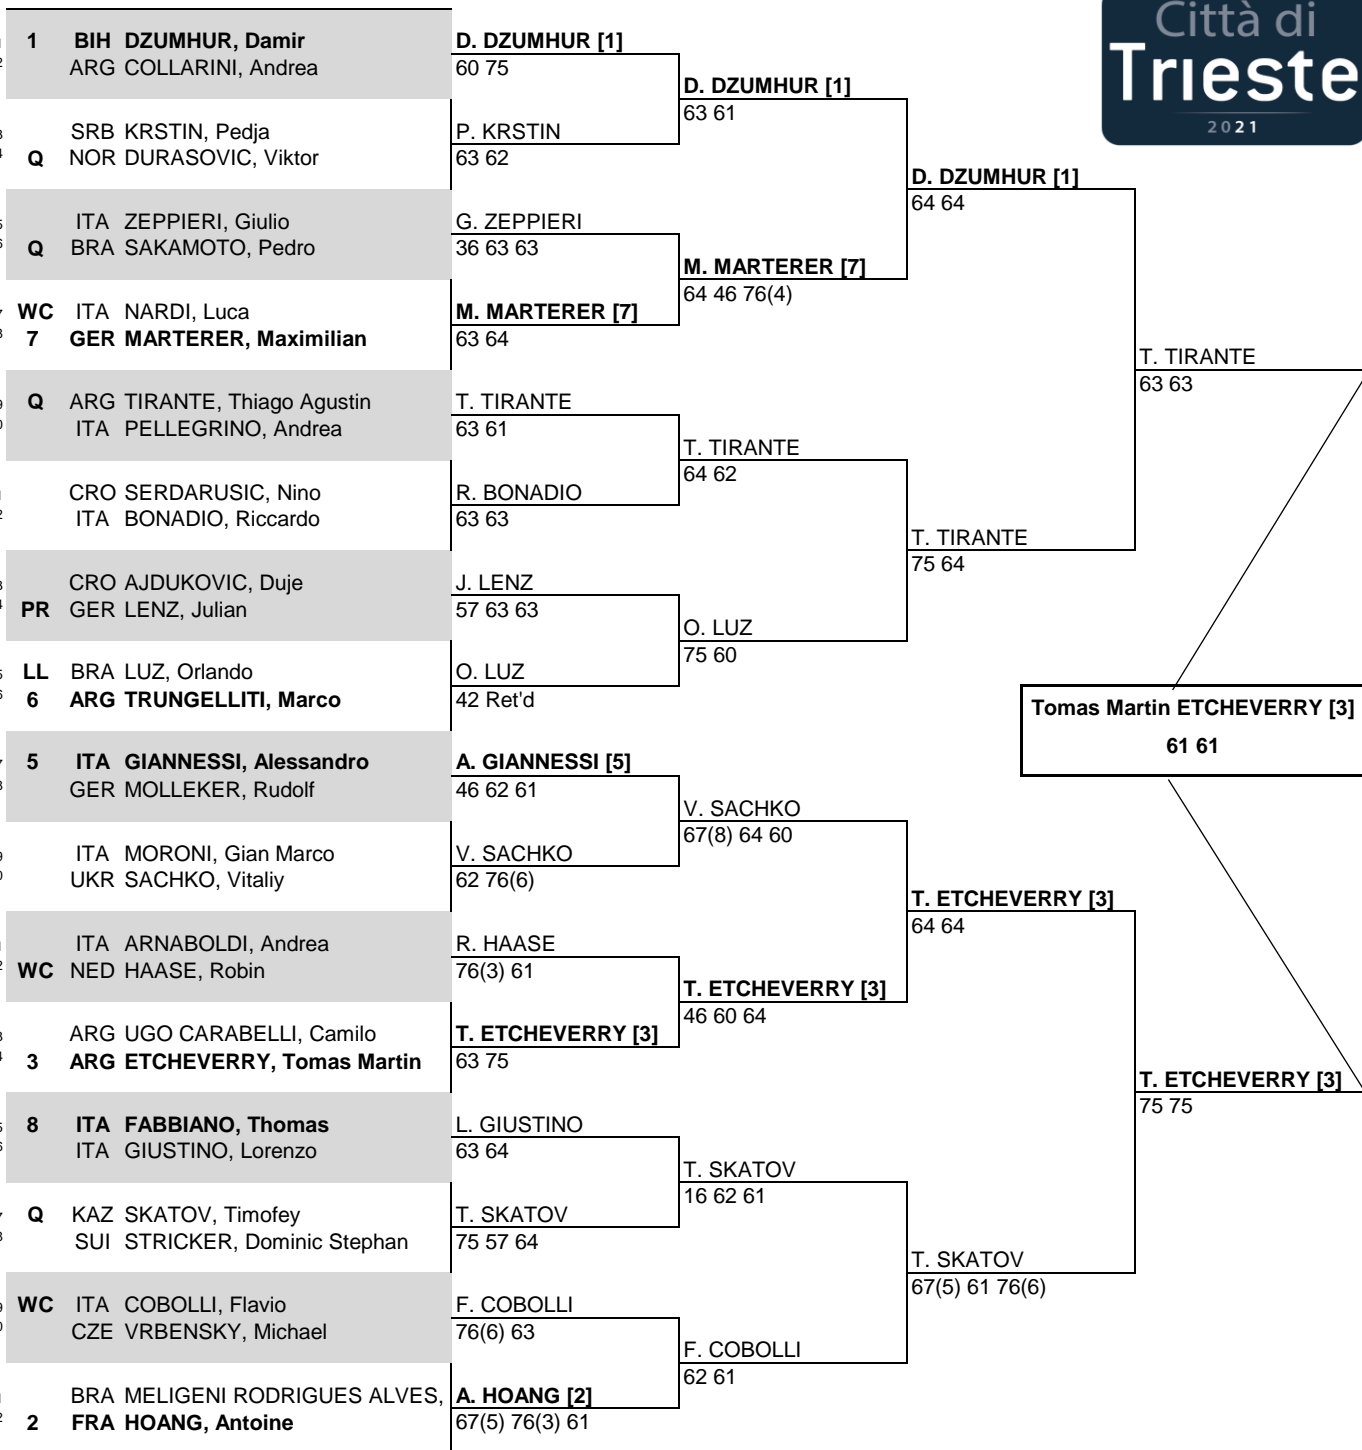 Città di
Trieste
2021
1 BIH DZUMHUR, Damir
ARG COLLARINI, Andrea
SRB KRSTIN, Pedja
Q NOR DURASOVIC, Viktor
ITA ZEPPIERI, Giulio
Q BRA SAKAMOTO, Pedro
WC ITA NARDI, Luca
7 GER MARTERER, Maximilian
Q ARG TIRANTE, Thiago Agustin
ITA PELLEGRINO, Andrea
CRO SERDARUSIC, Nino
ITA BONADIO, Riccardo
CRO AJDUKOVIC, Duje
PR GER LENZ, Julian
LL BRA LUZ, Orlando
6 ARG TRUNGELLITI, Marco
5 ITA GIANNESSI, Alessandro
GER MOLLEKER, Rudolf
ITA MORONI, Gian Marco
UKR SACHKO, Vitaliy
ITA ARNABOLDI, Andrea
WC NED HAASE, Robin
ARG UGO CARABELLI, Camilo
3 ARG ETCHEVERRY, Tomas Martin
8 ITA FABBIANO, Thomas
ITA GIUSTINO, Lorenzo
Q KAZ SKATOV, Timofey
SUI STRICKER, Dominic Stephan
WC ITA COBOLLI, Flavio
CZE VRBENSKY, Michael
BRA MELIGENI RODRIGUES ALVES,
2 FRA HOANG, Antoine
D. DZUMHUR [1]
60 75
P. KRSTIN
63 62
G. ZEPPIERI
36 63 63
M. MARTERER [7]
63 64
T. TIRANTE
63 61
R. BONADIO
63 63
J. LENZ
57 63 63
O. LUZ
42 Ret'd
A. GIANNESSI [5]
46 62 61
V. SACHKO
62 76(6)
R. HAASE
76(3) 61
T. ETCHEVERRY [3]
63 75
L. GIUSTINO
63 64
T. SKATOV
75 57 64
F. COBOLLI
76(6) 63
A. HOANG [2]
67(5) 76(3) 61
D. DZUMHUR [1]
63 61
M. MARTERER [7]
64 46 76(4)
T. TIRANTE
64 62
O. LUZ
75 60
V. SACHKO
67(8) 64 60
T. ETCHEVERRY [3]
46 60 64
T. SKATOV
16 62 61
F. COBOLLI
62 61
D. DZUMHUR [1]
64 64
T. TIRANTE
75 64
T. ETCHEVERRY [3]
64 64
T. SKATOV
67(5) 61 76(6)
T. TIRANTE
63 63
T. ETCHEVERRY [3]
75 75
Tomas Martin ETCHEVERRY [3]
61 61